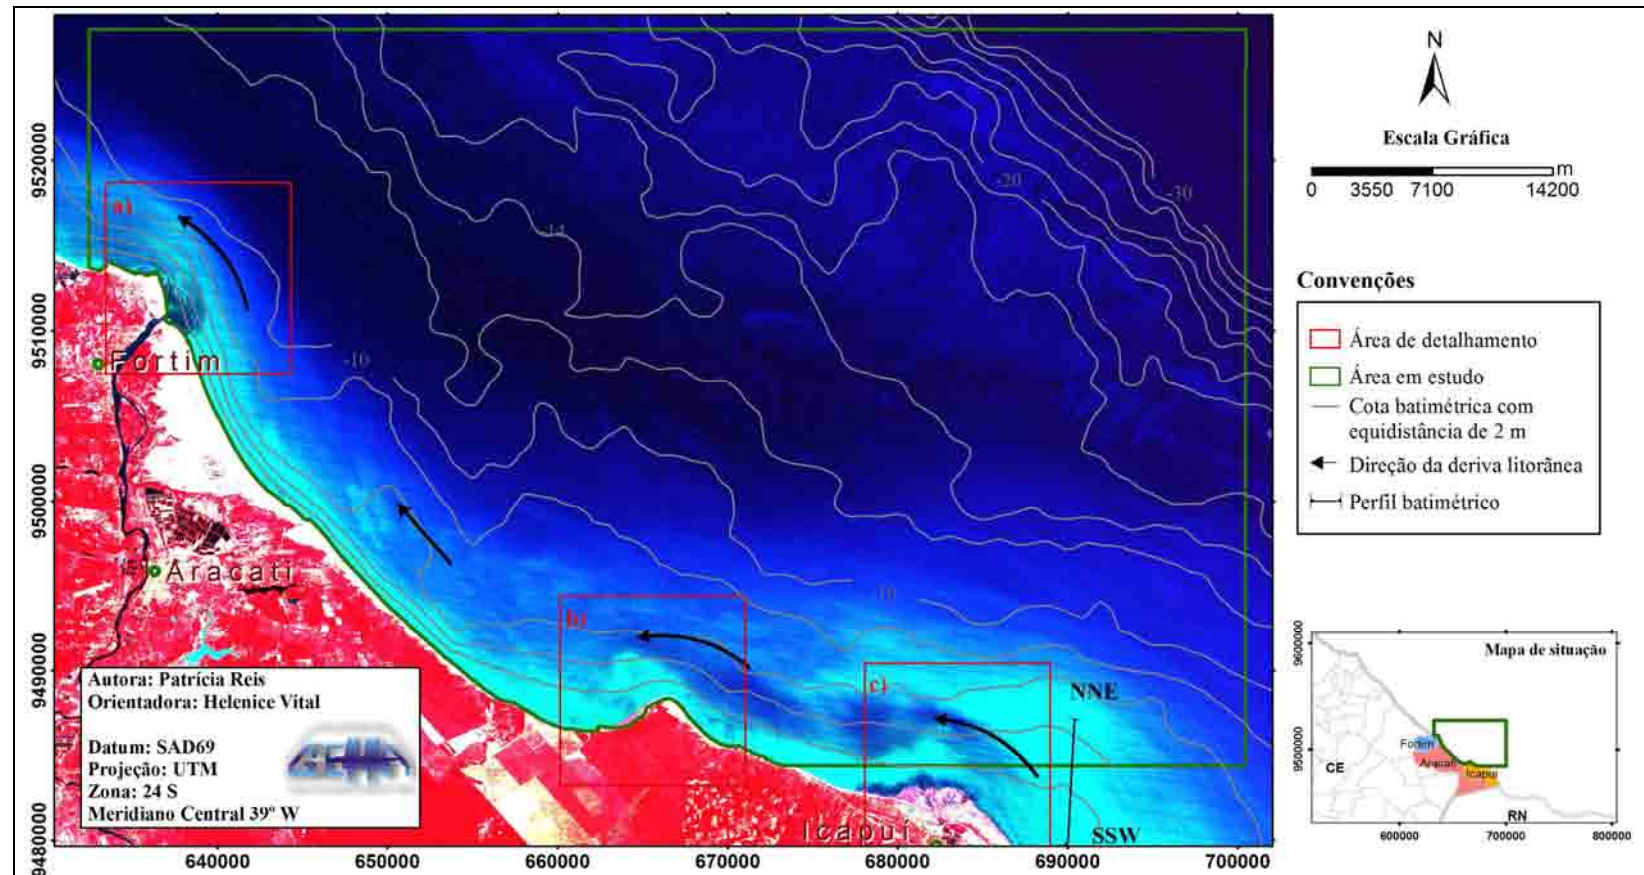 a)
-20
-30
-14
-10
Fortim
Aracati
b)
-10
c)
NNE
SSW
Icapuí
9520000
9510000
9500000
9490000
9480000
640000
650000
660000
670000
680000
690000
700000
Autora: Patrícia Reis
Orientadora: Helenice Vital
Datum: SAD69
Projeção: UTM
Zona: 24 S
Meridiano Central 39º W
N
Escala Gráfica
m
0 3550 7100 14200
Convenções
Área de detalhamento
Área em estudo
Cota batimétrica com
equidistância de 2 m
Direção da deriva litorânea
Perfil batimétrico
Mapa de situação
9600000
9500000
Fortim
Aracati
Icapuí
CE
RN
600000 700000 800000